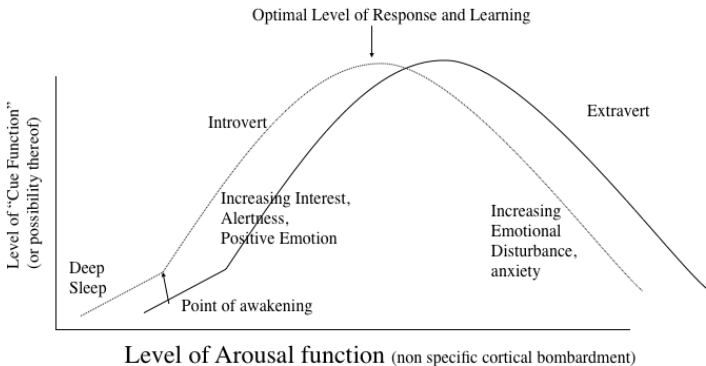 Optimal Level of Response and Learning
Level of “Cue Function”
(or possibility thereof)
Introvert
Extravert
Increasing Interest,
Alertness,
Positive Emotion
Increasing
Emotional
Disturbance,
anxiety
Deep
Sleep
Point of awakening
Level of Arousal function (non specific cortical bombardment)